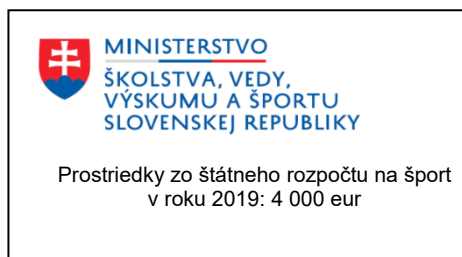 MINISTERSTVO
ŠKOLSTVA, VEDY,
VÝSKUMU A ŠPORTU
SLOVENSKEJ REPUBLIKY
Prostriedky zo štátneho rozpočtu na šport
v roku 2019: 4 000 eur